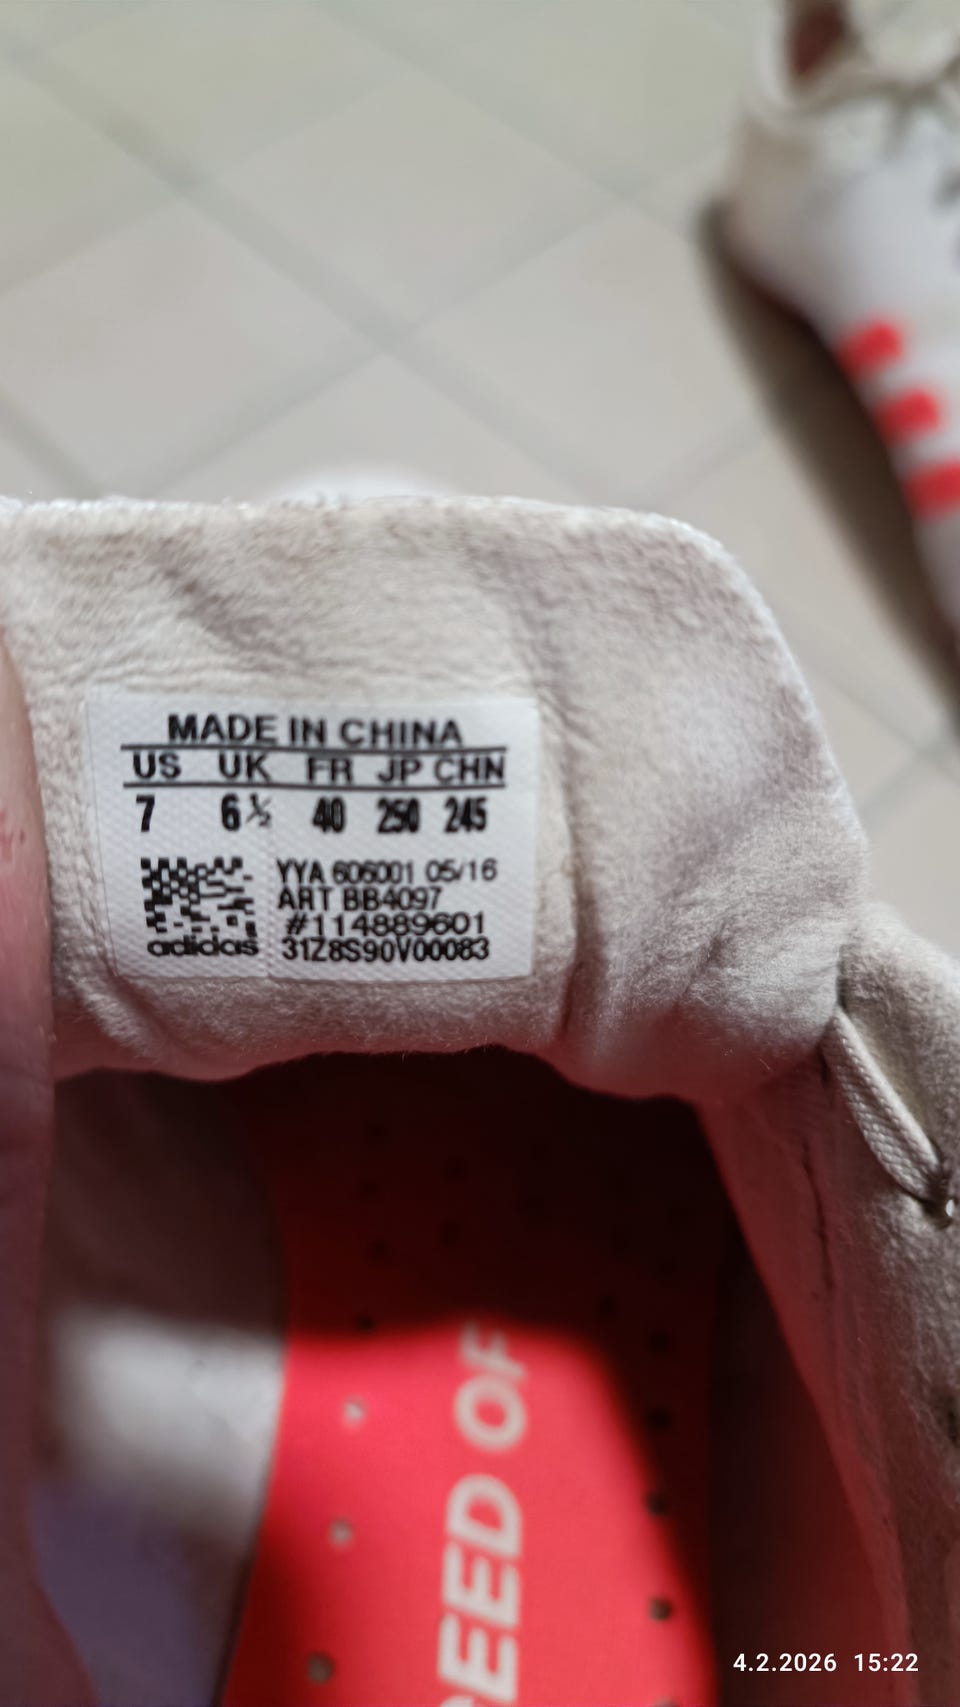 MADE IN CHINA
US UK FR JP CHN
7 6½ 40 250 245
YYA 606001 05/16
ART BB4097
#114889601
adidas 31Z8S90V00083
EED OF
4.2.2026 15:22